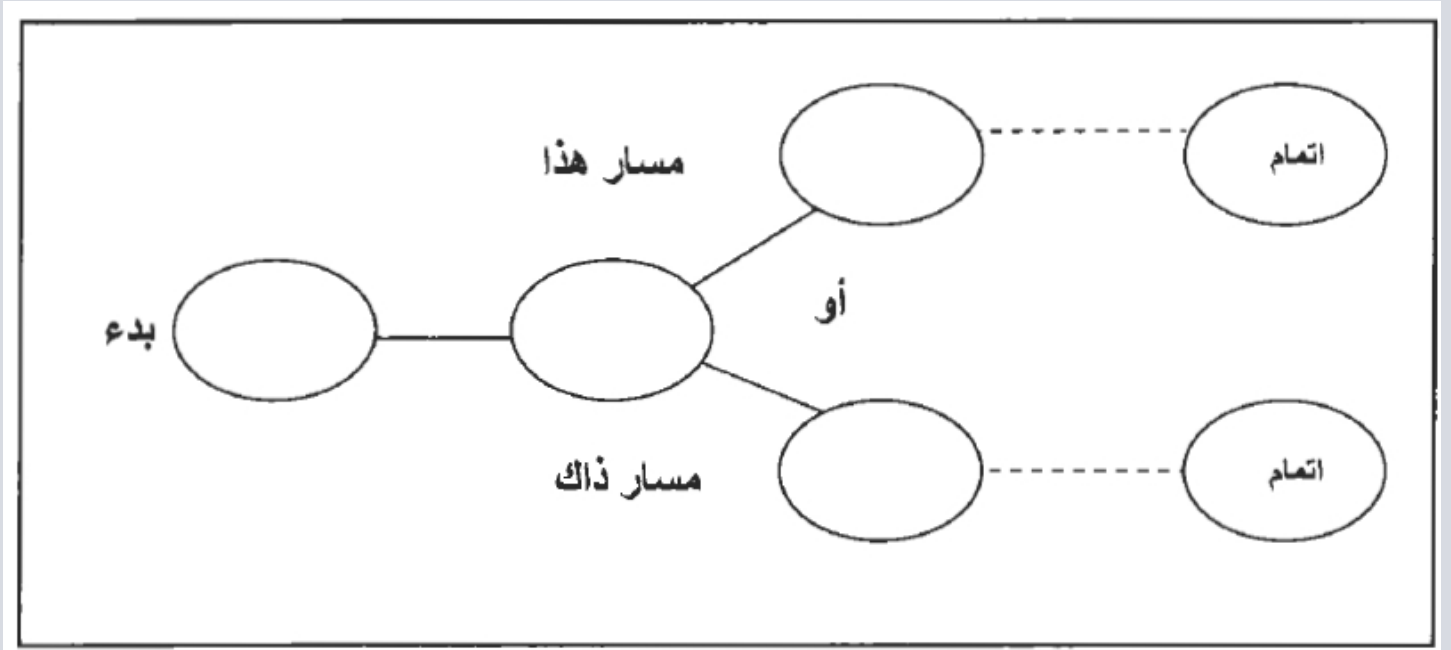 مسار هذا
اتمام
أو
بدء
مسار ذاك
اتمام